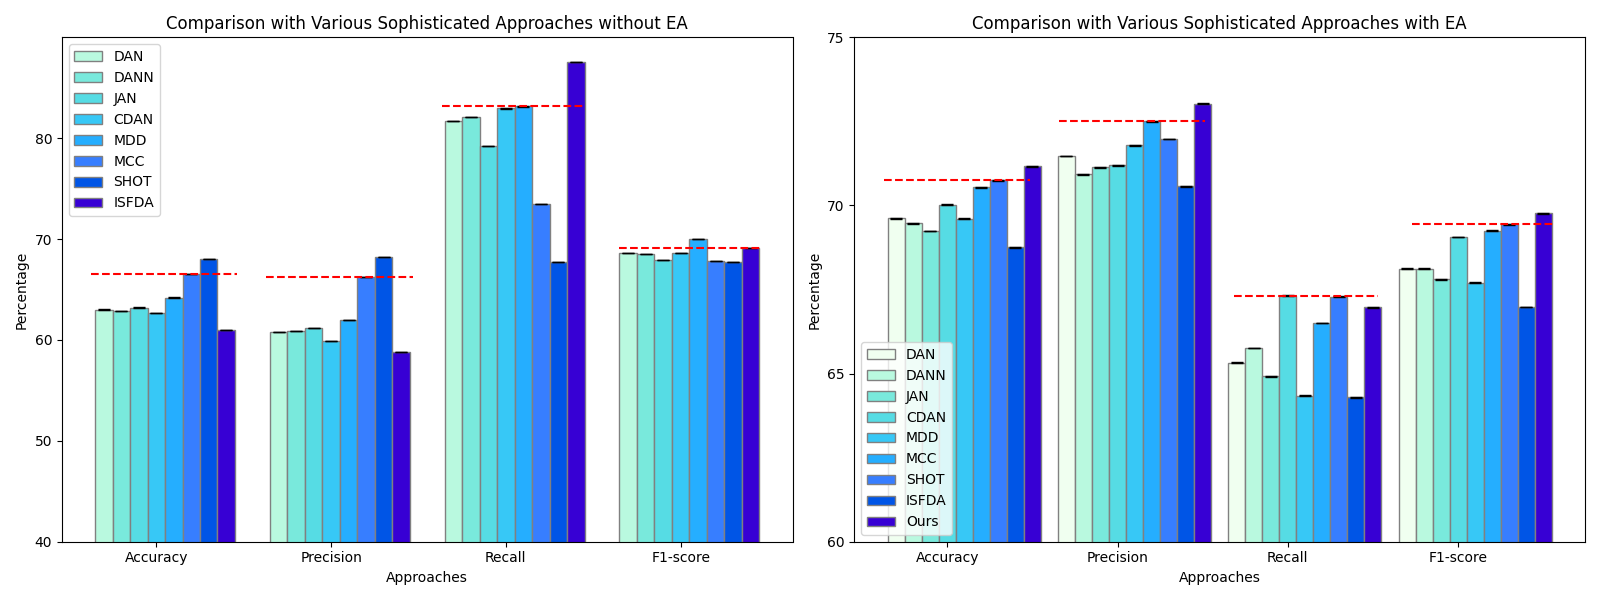 Comparison with Various Sophisticated Approaches without EA
DAN
DANN
JAN
CDAN
MDD
MCC
SHOT
ISFDA
80
70
60
50
40
Percentage
Accuracy
Precision
Recall
F1-score
Approaches
Comparison with Various Sophisticated Approaches with EA
75
70
65
60
Percentage
DAN
DANN
JAN
CDAN
MDD
MCC
SHOT
ISFDA
Ours
Accuracy
Precision
Recall
F1-score
Approaches